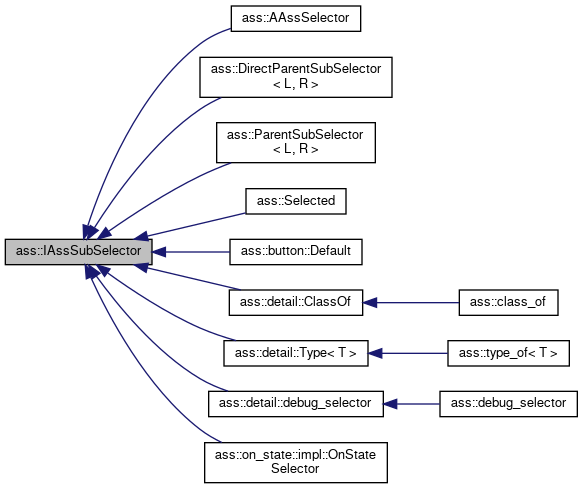 ass::AAssSelector
ass::DirectParentSubSelector
< L, R >
ass::ParentSubSelector
< L, R >
ass::Selected
ass::IAssSubSelector
ass::button::Default
ass::detail::ClassOf
ass::class_of
ass::detail::Type< T >
ass::type_of< T >
ass::detail::debug_selector
ass::debug_selector
ass::on_state::impl::OnState
Selector